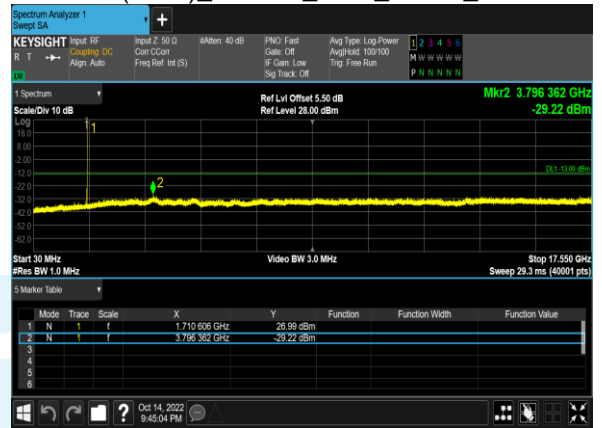 Spectrum Analyzer 1
Swept SA
KEYSIGHT Input: RF
R T Coupling: DC
Align: Auto
LU
Input Z: 50 Ω
Corr CCorr
Freq Ref: Int (S)
#Atten: 40 dB
PNO: Fast
Gate: Off
IF Gain: Low
Sig Track: Off
Avg Type: Log-Power
Avg|Hold: 100/100
Trig: Free Run
1 2 3 4 5 6
M W W W W W
P N N N N N
1 Spectrum
Scale/Div 10 dB
Ref Lvl Offset 5.50 dB
Ref Level 28.00 dBm
Mkr2 3.796 362 GHz
-29.22 dBm
Log
1
18.0
8.00
-2.00
-12.0
DL1 -13.00 dBm
2
-22.0
-32.0
-42.0
-52.0
-62.0
Start 30 MHz
#Res BW 1.0 MHz
Video BW 3.0 MHz
Stop 17.550 GHz
Sweep 29.3 ms (40001 pts)
5 Marker Table
Mode Trace Scale X Y Function Function Width Function Value
1 N 1 f 1.710 606 GHz 26.99 dBm
2 N 1 f 3.796 362 GHz -29.22 dBm
3
4
5
6
Oct 14, 2022
9:45:04 PM